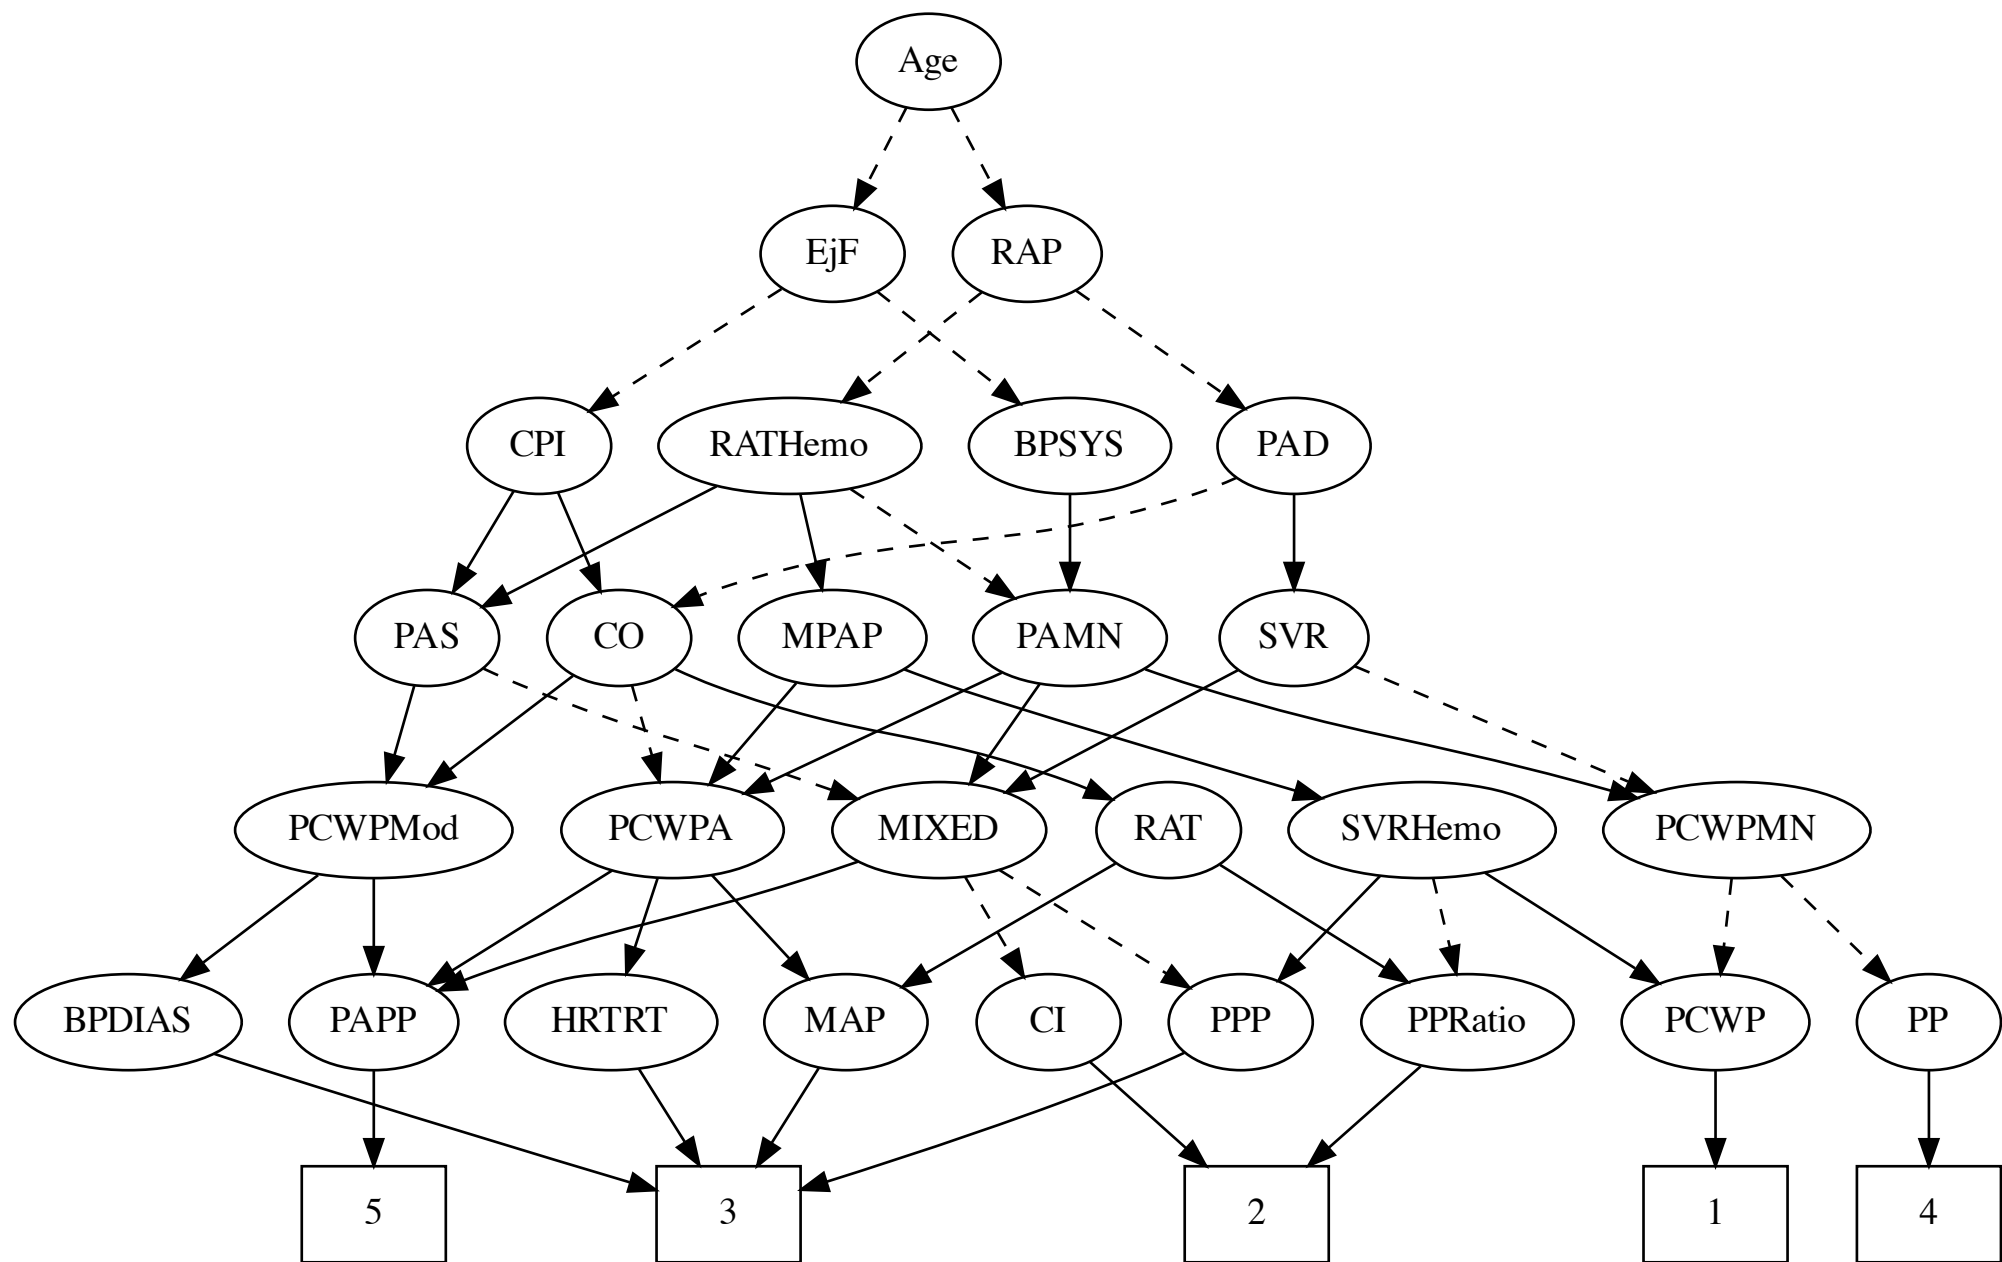 Age
EjF
RAP
CPI
RATHemo
BPSYS
PAD
PAS
CO
MPAP
PAMN
SVR
PCWPMod
PCWPA
MIXED
RAT
SVRHemo
PCWPMN
BPDIAS
PAPP
HRTRT
MAP
CI
PPP
PPRatio
PCWP
PP
5
3
2
1
4